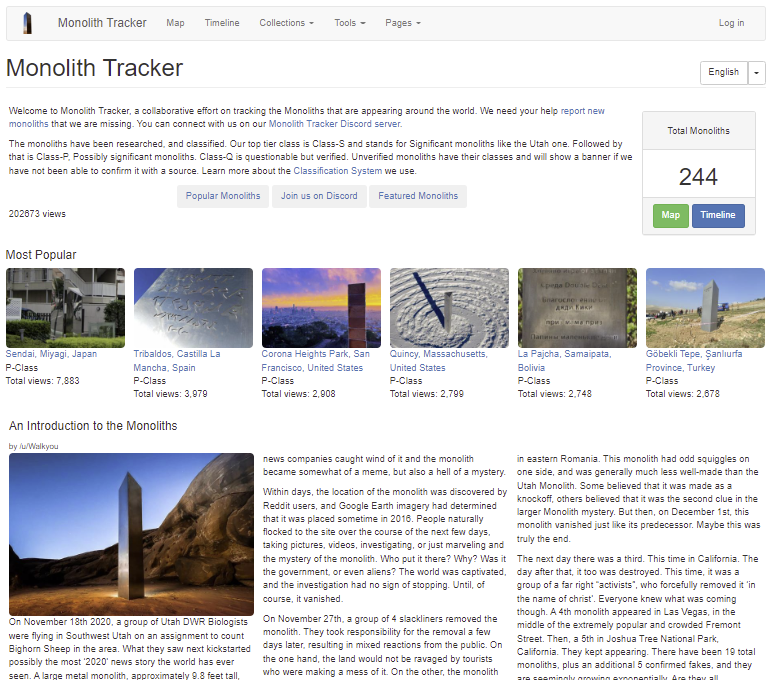 Monolith Tracker Map Timeline Collections Tools Pages Log in
Monolith Tracker
English
Welcome to Monolith Tracker, a collaborative effort on tracking the Monoliths that are appearing around the world. We need your help report new
monoliths that we are missing. You can connect with us on our Monolith Tracker Discord server.
The monoliths have been researched, and classified. Our top tier class is Class-S and stands for Significant monoliths like the Utah one. Followed by
that is Class-P, Possibly significant monoliths. Class-Q is questionable but verified. Unverified monoliths have their classes and will show a banner if we
have not been able to confirm it with a source. Learn more about the Classification System we use.
Popular Monoliths Join us on Discord Featured Monoliths
202673 views
Total Monoliths
244
Map Timeline
Most Popular
Sendai, Miyagi, Japan
P-Class
Total views: 7,883
Tribaldos, Castilla La
Mancha, Spain
P-Class
Total views: 3,979
Corona Heights Park, San
Francisco, United States
P-Class
Total views: 2,908
Quincy, Massachusetts,
United States
P-Class
Total views: 2,799
La Pajcha, Samaipata,
Bolivia
P-Class
Total views: 2,748
Göbekli Tepe, Şanlıurfa
Province, Turkey
P-Class
Total views: 2,678
An Introduction to the Monoliths
by /u/Walkyou
On November 18th 2020, a group of Utah DWR Biologists
were flying in Southwest Utah on an assignment to count
Bighorn Sheep in the area. What they saw next kickstarted
possibly the most '2020' news story the world has ever
seen. A large metal monolith, approximately 9.8 feet tall,
news companies caught wind of it and the monolith
became somewhat of a meme, but also a hell of a mystery.
Within days, the location of the monolith was discovered by
Reddit users, and Google Earth imagery had determined
that it was placed sometime in 2016. People naturally
flocked to the site over the course of the next few days,
taking pictures, videos, investigating, or just marveling and
the mystery of the monolith. Who put it there? Why? Was it
the government, or even aliens? The world was captivated,
and the investigation had no sign of stopping. Until, of
course, it vanished.
On November 27th, a group of 4 slackliners removed the
monolith. They took responsibility for the removal a few
days later, resulting in mixed reactions from the public. On
the one hand, the land would not be ravaged by tourists
who were making a mess of it. On the other, the monolith
in eastern Romania. This monolith had odd squiggles on
one side, and was generally much less well-made than the
Utah Monolith. Some believed that it was made as a
knockoff, others believed that it was the second clue in the
larger Monolith mystery. But then, on December 1st, this
monolith vanished just like its predecessor. Maybe this was
truly the end.
The next day there was a third. This time in California. The
day after that, it too was destroyed. This time, it was a
group of a far right "activists", who forcefully removed it 'in
the name of christ'. Everyone knew what was coming
though. A 4th monolith appeared in Las Vegas, in the
middle of the extremely popular and crowded Fremont
Street. Then, a 5th in Joshua Tree National Park,
California. They kept appearing. There have been 19 total
monoliths, plus an additional 5 confirmed fakes, and they
are seemingly growing exponentially. Are they all